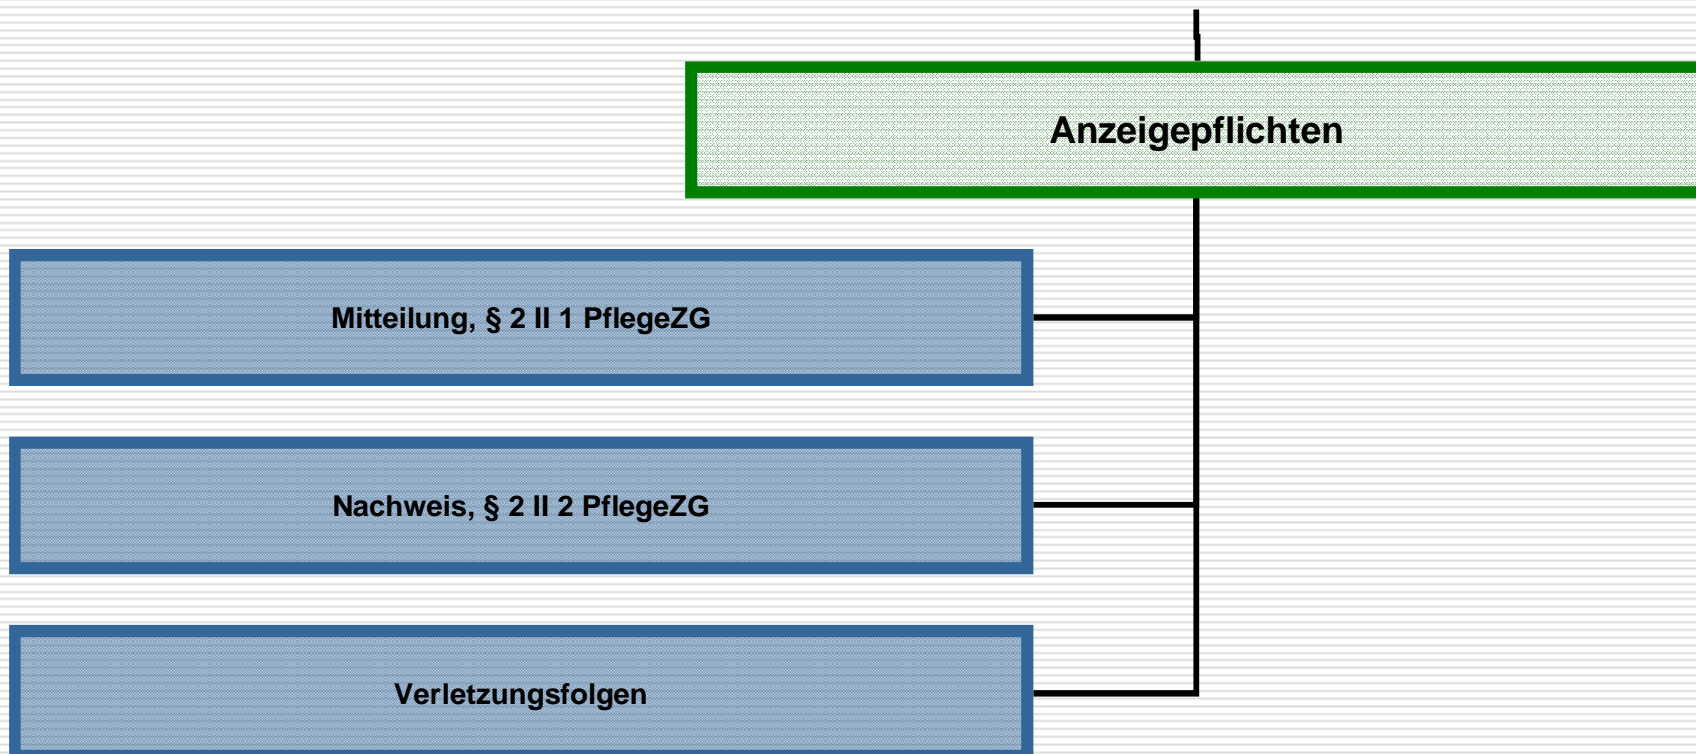 Anzeigepflichten
Mitteilung, § 2 II 1 PflegeZG
Nachweis, § 2 II 2 PflegeZG
Verletzungsfolgen